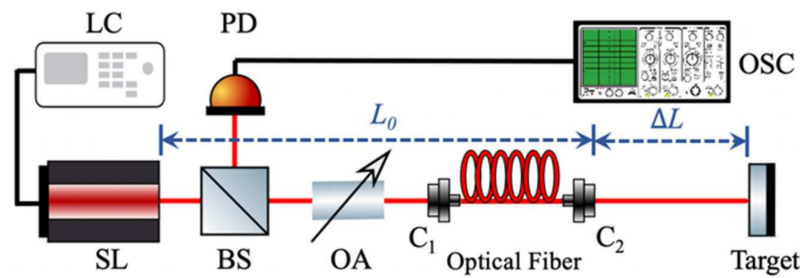 LC
PD
OSC
L₀
ΔL
SL
BS
OA
C₁
Optical Fiber
C₂
Target